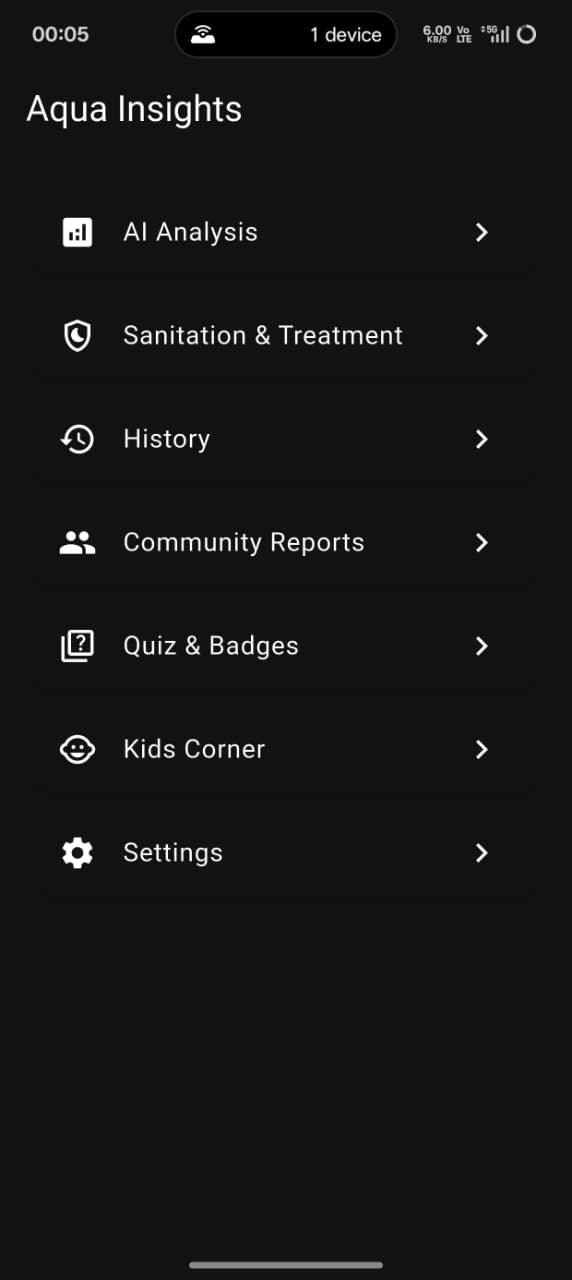 00:05
1 device
6.00 KB/S
Vo LTE
5G
Aqua Insights
AI Analysis
Sanitation & Treatment
History
Community Reports
Quiz & Badges
Kids Corner
Settings